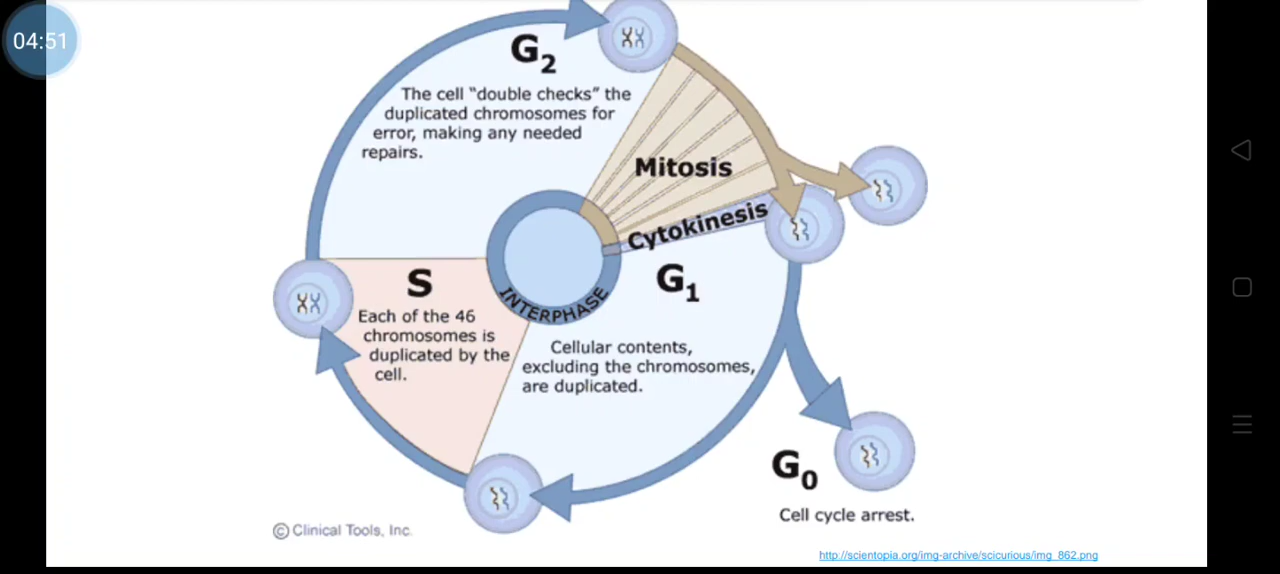 04:51
G2
The cell “double checks” the
duplicated chromosomes for
error, making any needed
repairs.
Mitosis
Cytokinesis
S
Each of the 46
chromosomes is
duplicated by the
cell.
INTERPHASE
G1
Cellular contents,
excluding the chromosomes,
are duplicated.
G0
Cell cycle arrest.
© Clinical Tools, Inc.
http://scientopia.org/img-archive/scicurious/img_862.png